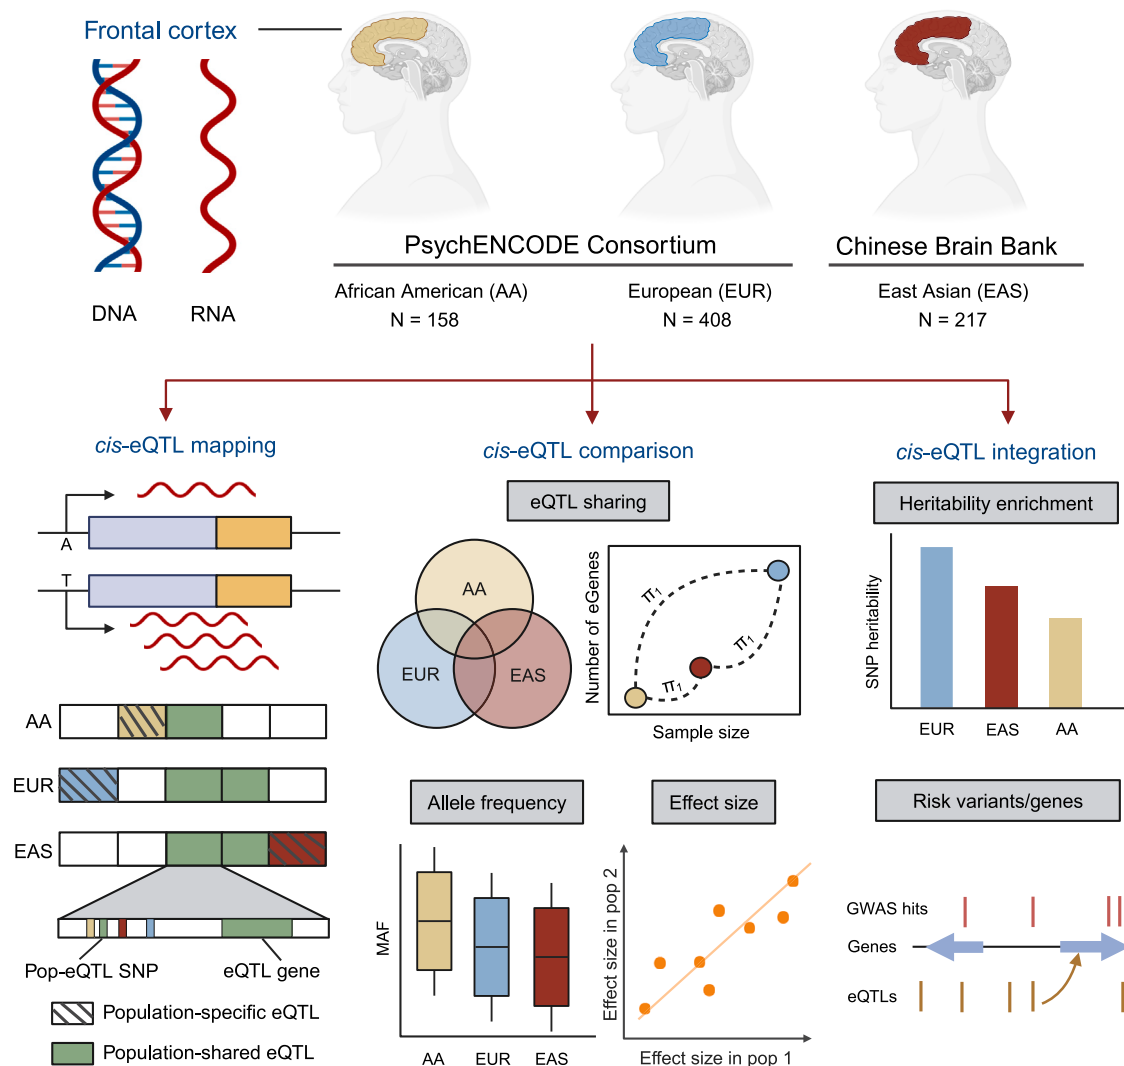 Frontal cortex
DNA
RNA
PsychENCODE Consortium
Chinese Brain Bank
African American (AA)
N = 158
European (EUR)
N = 408
East Asian (EAS)
N = 217
cis-eQTL mapping
A
T
AA
EUR
EAS
Pop-eQTL SNP
eQTL gene
Population-specific eQTL
Population-shared eQTL
cis-eQTL comparison
eQTL sharing
AA
EUR
EAS
Number of eGenes
π1
π1
π1
Sample size
Allele frequency
MAF
AA
EUR
EAS
Effect size
Effect size in pop 2
Effect size in pop 1
cis-eQTL integration
Heritability enrichment
SNP heritability
EUR
EAS
AA
Risk variants/genes
GWAS hits
Genes
eQTLs